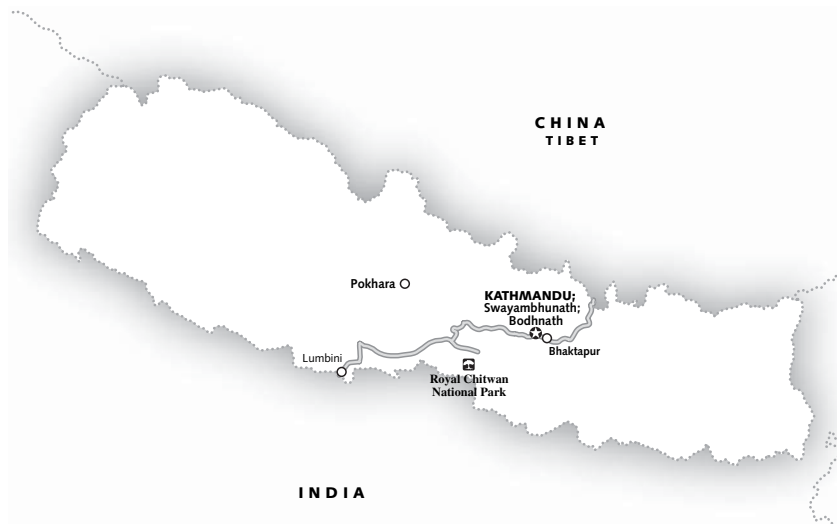 CHINA
TIBET
Pokhara
KATHMANDU;
Swayambhunath;
Bodhnath
Bhaktapur
Lumbini
Royal Chitwan
National Park
INDIA